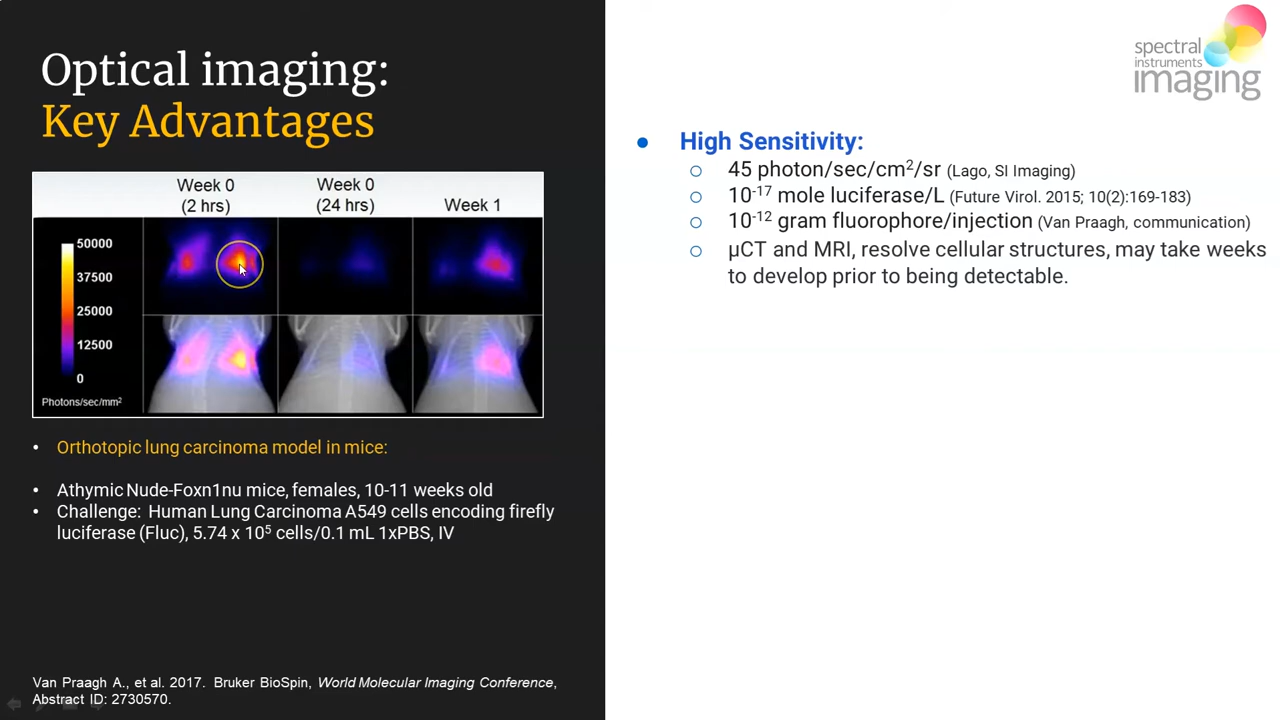 Optical imaging:
Key Advantages
Week 0
(2 hrs)
Week 0
(24 hrs)
Week 1
50000
37500
25000
12500
0
Photons/sec/mm²
• Orthotopic lung carcinoma model in mice:
• Athymic Nude-Foxn1nu mice, females, 10-11 weeks old
• Challenge: Human Lung Carcinoma A549 cells encoding firefly
luciferase (Fluc), 5.74 x 10⁵ cells/0.1 mL 1xPBS, IV
Van Praagh A., et al. 2017. Bruker BioSpin, World Molecular Imaging Conference,
Abstract ID: 2730570.
spectral
instruments
imaging
• High Sensitivity:
○ 45 photon/sec/cm²/sr (Lago, SI Imaging)
○ 10⁻¹⁷ mole luciferase/L (Future Virol. 2015; 10(2):169-183)
○ 10⁻¹² gram fluorophore/injection (Van Praagh, communication)
○ µCT and MRI, resolve cellular structures, may take weeks
to develop prior to being detectable.